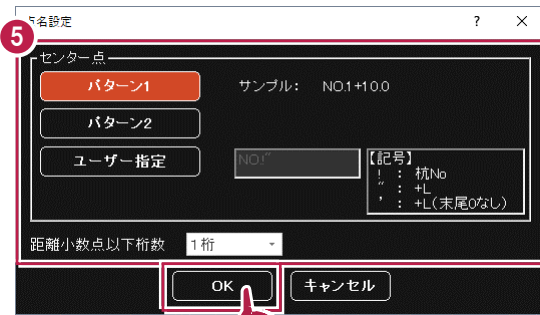 点名設定 ? ×
5
センター点
パターン1 サンプル: NO.1+10.0
パターン2
ユーザー指定 NO.!" 【記号】
! : 杭No
" : +L
' : +L(末尾0なし)
距離小数点以下桁数 1桁
OK キャンセル